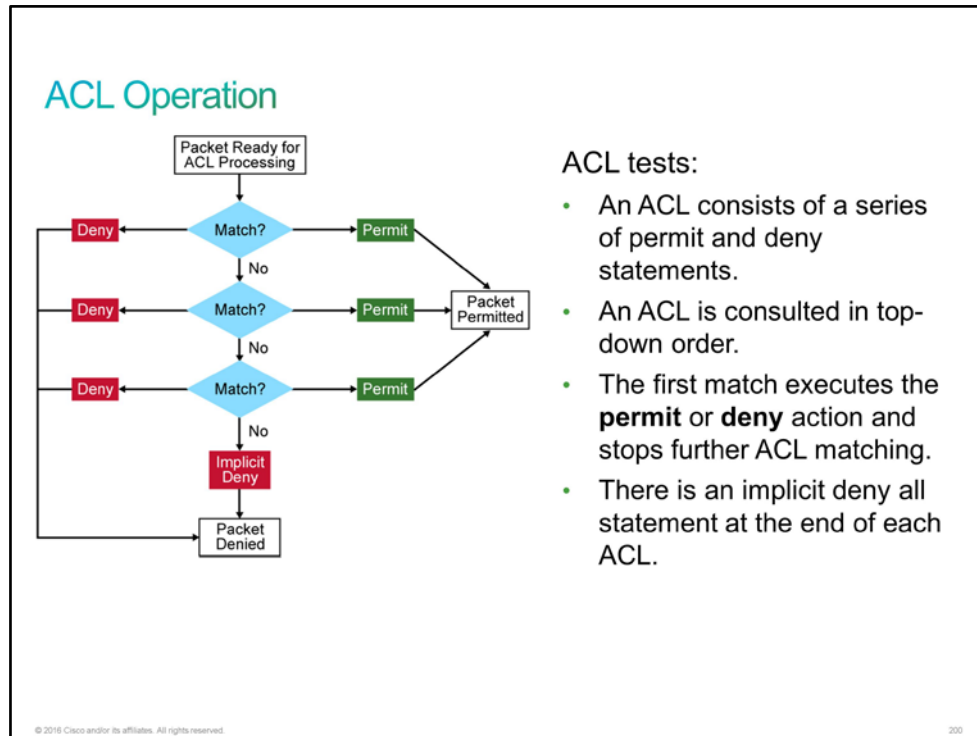 ACL Operation
Packet Ready for
ACL Processing
Deny
Match?
Permit
No
Deny
Match?
Permit
Packet
Permitted
No
Deny
Match?
Permit
No
Implicit
Deny
Packet
Denied
ACL tests:
• An ACL consists of a series
of permit and deny
statements.
• An ACL is consulted in top-
down order.
• The first match executes the
permit or deny action and
stops further ACL matching.
• There is an implicit deny all
statement at the end of each
ACL.
© 2016 Cisco and/or its affiliates. All rights reserved.
200